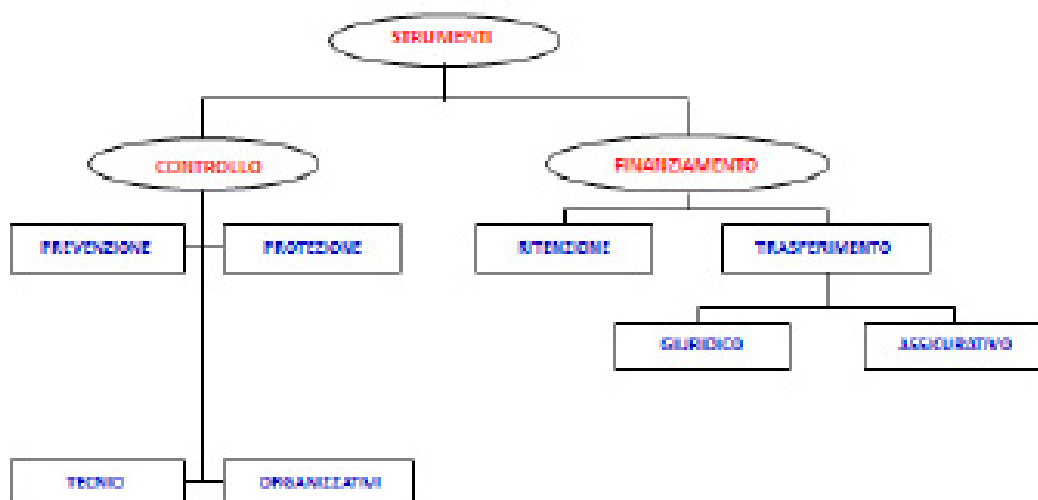 STRUMENTI
CONTROLLO
FINANZIAMENTO
PREVENZIONE
PROTEZIONE
RITENZIONE
TRASFERIMENTO
GIURIDICO
ASSICURATIVO
TECNICI
ORGANIZZATIVI